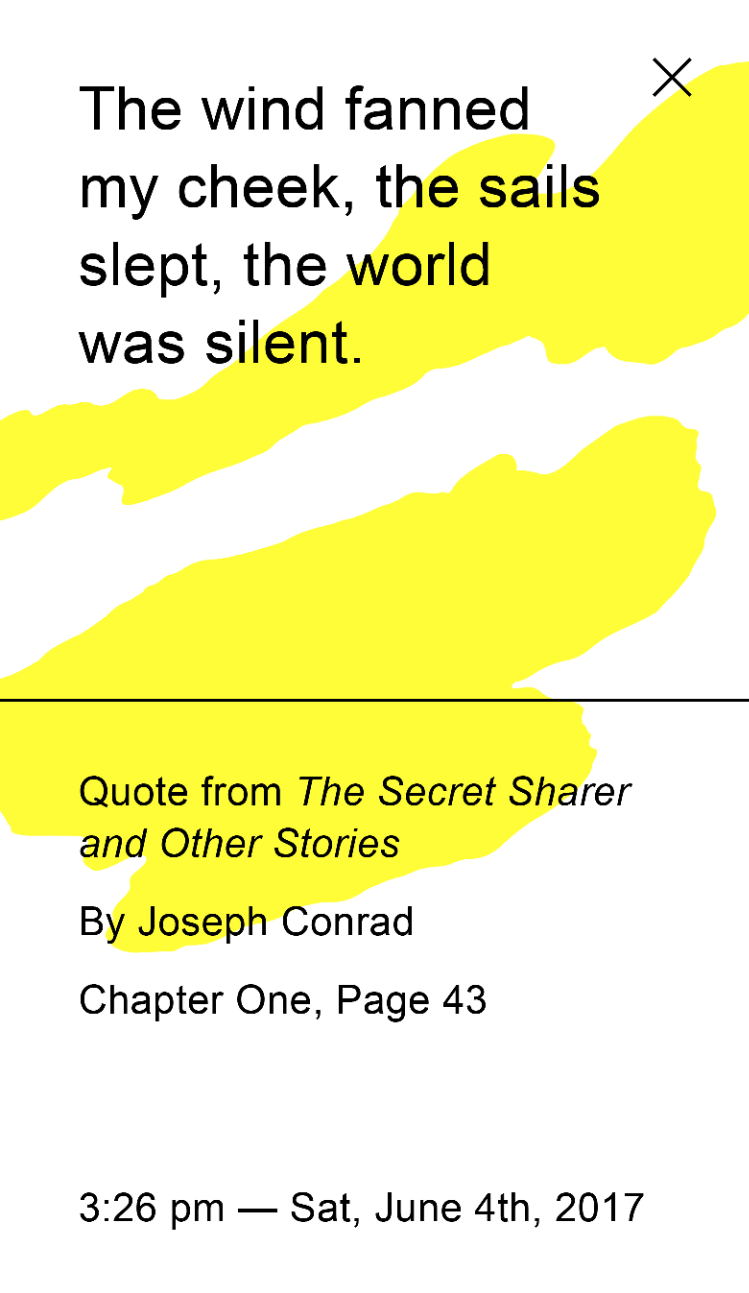 The wind fanned
my cheek, the sails
slept, the world
was silent.
Quote from The Secret Sharer
and Other Stories
By Joseph Conrad
Chapter One, Page 43
3:26 pm — Sat, June 4th, 2017